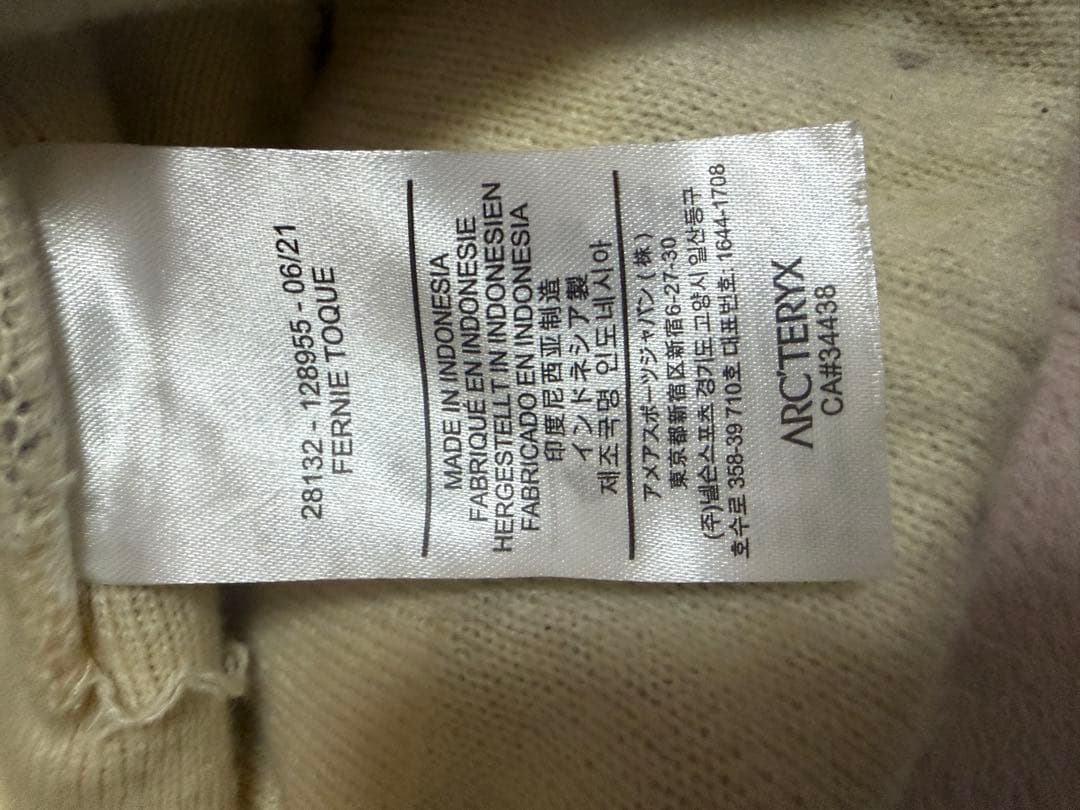 28132 - 128955 - 06/21
FERNIE TOQUE
MADE IN INDONESIA
FABRIQUE EN INDONESIE
HERGESTELLT IN INDONESIEN
FABRICADO EN INDONESIA
印度尼西亚制造
インドネシア製
제조국명 인도네시아
アメアスポーツジャパン(株)
東京都新宿区新宿6-27-30
(주)넬슨스포츠 경기도 고양시 일산동구
호수로 358-39 710호 대표번호: 1644-1708
ARC'TERYX
CA#34438